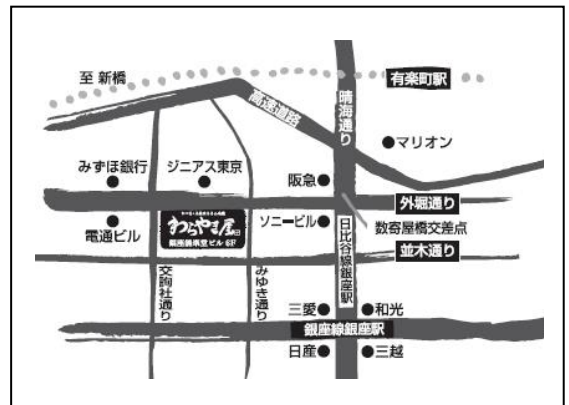 至 新橋
有楽町駅
高速道路
晴海通り
マリオン
みずほ銀行
ジニアス東京
阪急
外堀通り
電通ビル
わらやき屋
ソニービル
日比谷線銀座駅
数寄屋橋交差点
並木通り
交詢社通り
みゆき通り
三愛
和光
銀座線銀座駅
日産
三越